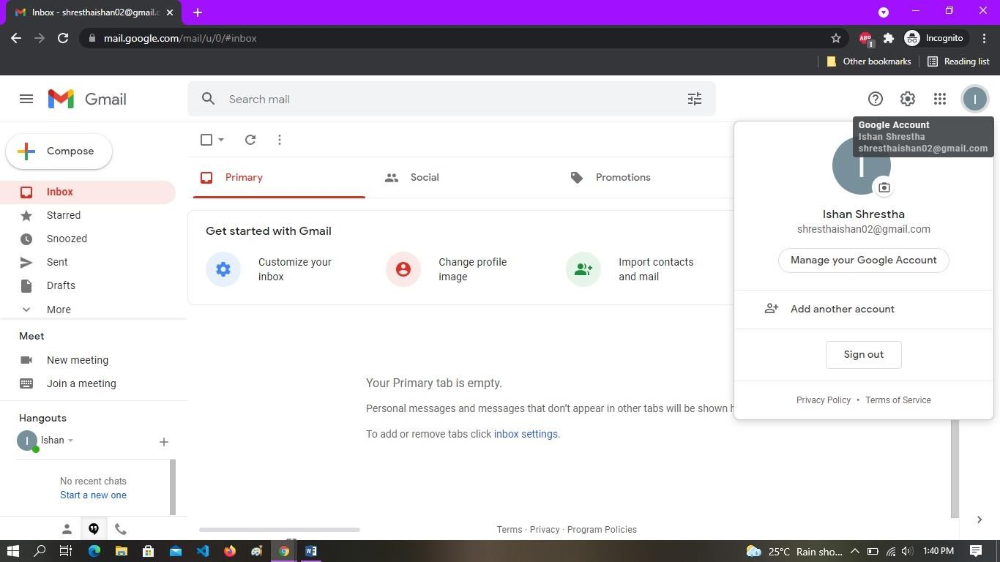 Inbox - shresthaishan02@gmail.c
mail.google.com/mail/u/0/#inbox
ABP
1
Incognito
Other bookmarks
Reading list
Gmail
Search mail
I
Google Account
Ishan Shrestha
shresthaishan02@gmail.com
Compose
Inbox
Starred
Snoozed
Sent
Drafts
More
Meet
New meeting
Join a meeting
Hangouts
I
Ishan
No recent chats
Start a new one
Primary
Social
Promotions
Get started with Gmail
Customize your
inbox
Change profile
image
Import contacts
and mail
Your Primary tab is empty.
Personal messages and messages that don't appear in other tabs will be shown h
To add or remove tabs click inbox settings.
Terms · Privacy · Program Policies
I
Ishan Shrestha
shresthaishan02@gmail.com
Manage your Google Account
Add another account
Sign out
Privacy Policy • Terms of Service
25°C Rain sho...
1:40 PM